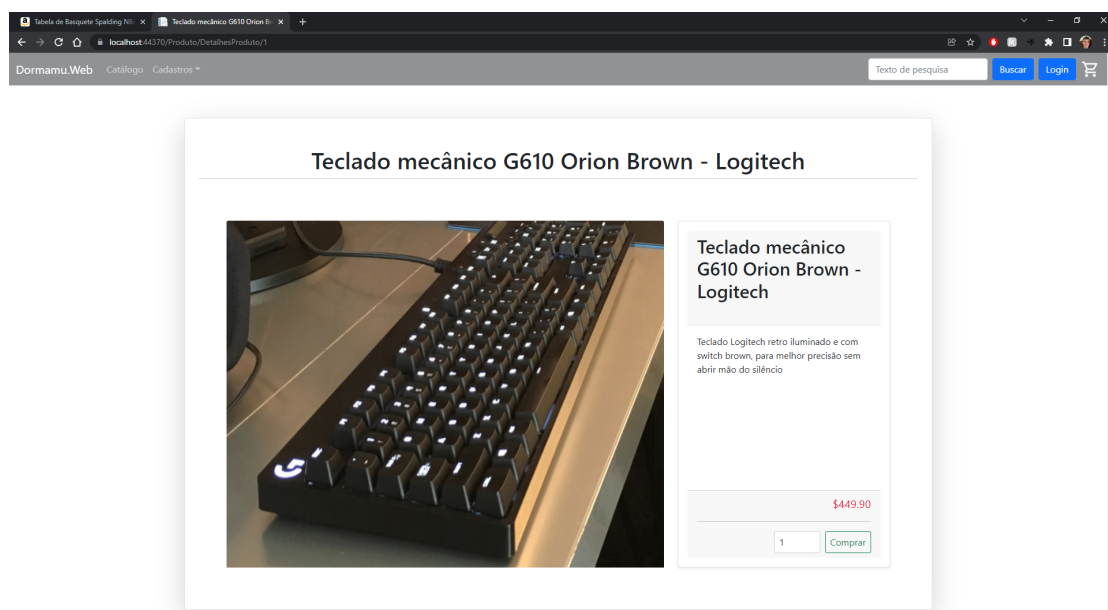 Tabela de Basquete Spalding NB
Teclado mecânico G610 Orion Br
localhost:44370/Produto/DetalhesProduto/1
Dormamu.Web Catálogo Cadastros Texto de pesquisa Buscar Login
Teclado mecânico G610 Orion Brown - Logitech
Teclado mecânico
G610 Orion Brown -
Logitech
Teclado Logitech retro iluminado e com
switch brown, para melhor precisão sem
abrir mão do silêncio
$449.90
1 Comprar